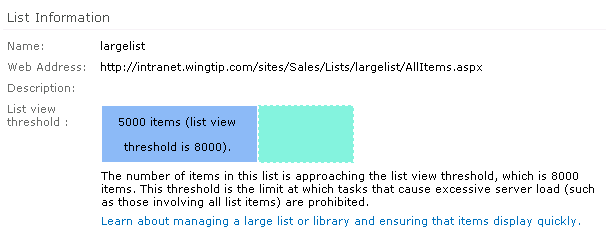 List Information
Name: largelist
Web Address: http://intranet.wingtip.com/sites/Sales/Lists/largelist/AllItems.aspx
Description:
List view
threshold :
5000 items (list view
threshold is 8000).
The number of items in this list is approaching the list view threshold, which is 8000
items. This threshold is the limit at which tasks that cause excessive server load (such
as those involving all list items) are prohibited.
Learn about managing a large list or library and ensuring that items display quickly.